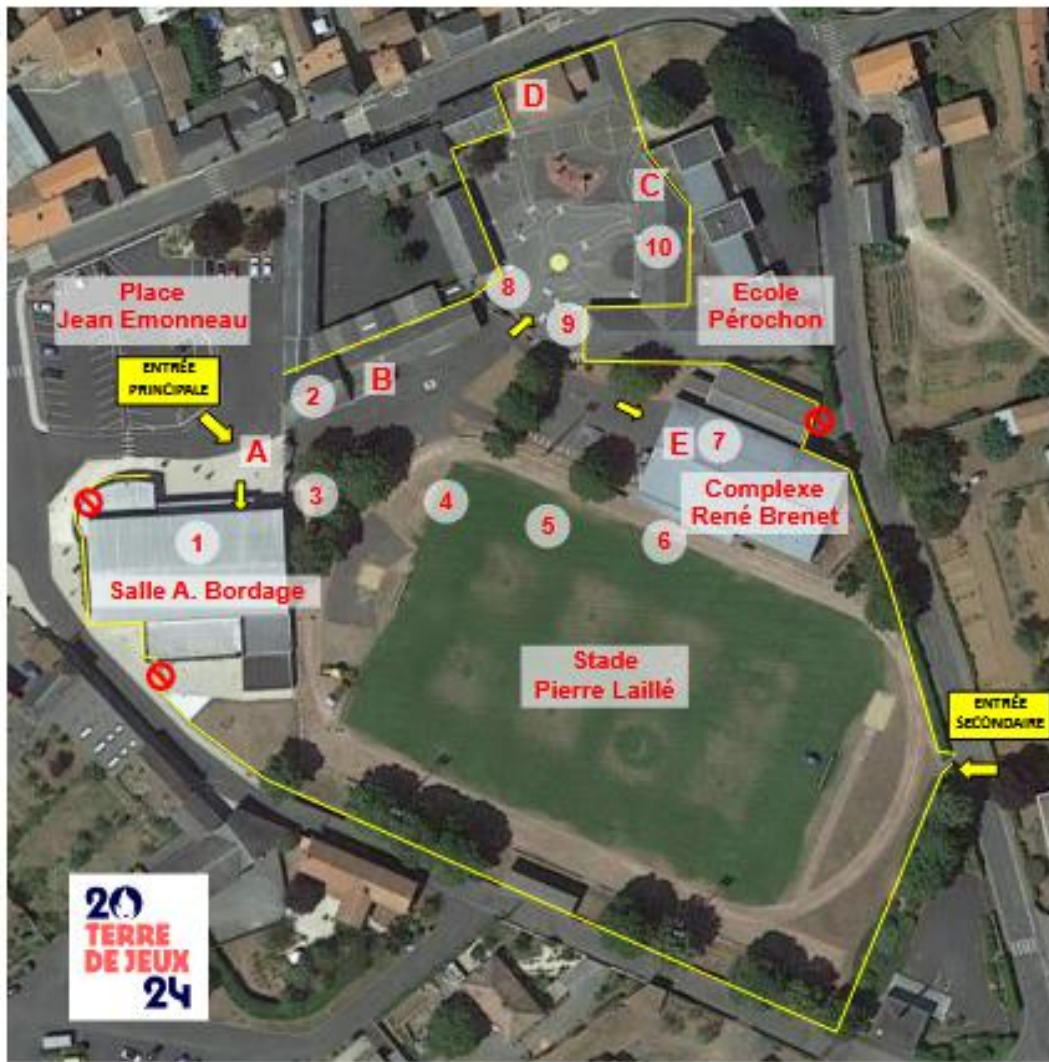 D
C
10
8
Place
Jean Emonneau
Ecole
Pérochon
9
ENTRÉE
PRINCIPALE
2
B
A
E
7
3
4
5
6
Complexe
René Brenet
1
Salle A. Bordage
Stade
Pierre Laillé
ENTRÉE
SECONDAIRE
20
TERRE
DE JEUX
24